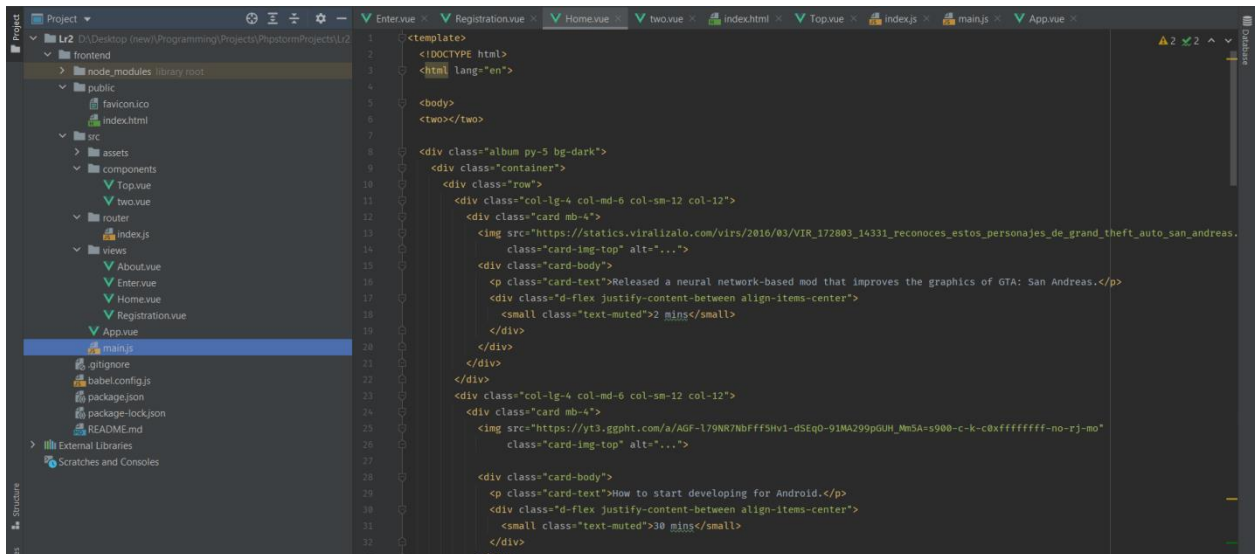 Project
Enter.vue Registration.vue Home.vue two.vue index.html Top.vue index.js main.js App.vue
Project
Lr2 D:\Desktop (new)\Programming\Projects\PhpstormProjects\Lr2
frontend
node_modules library root
public
favicon.ico
index.html
src
assets
components
Top.vue
two.vue
router
index.js
views
About.vue
Enter.vue
Home.vue
Registration.vue
App.vue
main.js
.gitignore
babel.config.js
package.json
package-lock.json
README.md
External Libraries
Scratches and Consoles
Structure
1 <template>
2 <!DOCTYPE html>
3 <html lang="en">
4
5 <body>
6 <two></two>
7
8 <div class="album py-5 bg-dark">
9 <div class="container">
10 <div class="row">
11 <div class="col-lg-4 col-md-6 col-sm-12 col-12">
12 <div class="card mb-4">
13 <img src="https://statics.viralizalo.com/virs/2016/03/VIR_172803_14331_reconoces_estos_personajes_de_grand_theft_auto_san_andreas.
14 class="card-img-top" alt="...">
15 <div class="card-body">
16 <p class="card-text">Released a neural network-based mod that improves the graphics of GTA: San Andreas.</p>
17 <div class="d-flex justify-content-between align-items-center">
18 <small class="text-muted">2 mins</small>
19 </div>
20 </div>
21 </div>
22 </div>
23 <div class="col-lg-4 col-md-6 col-sm-12 col-12">
24 <div class="card mb-4">
25 <img src="https://yt3.ggpht.com/a/AGF-l79NR7NbFff5Hv1-dSEqO-91MA299pGUH_Mm5A=s900-c-k-c0xffffffff-no-rj-mo"
26 class="card-img-top" alt="...">
27
28 <div class="card-body">
29 <p class="card-text">How to start developing for Android.</p>
30 <div class="d-flex justify-content-between align-items-center">
31 <small class="text-muted">30 mins</small>
32 </div>
2 2
Database